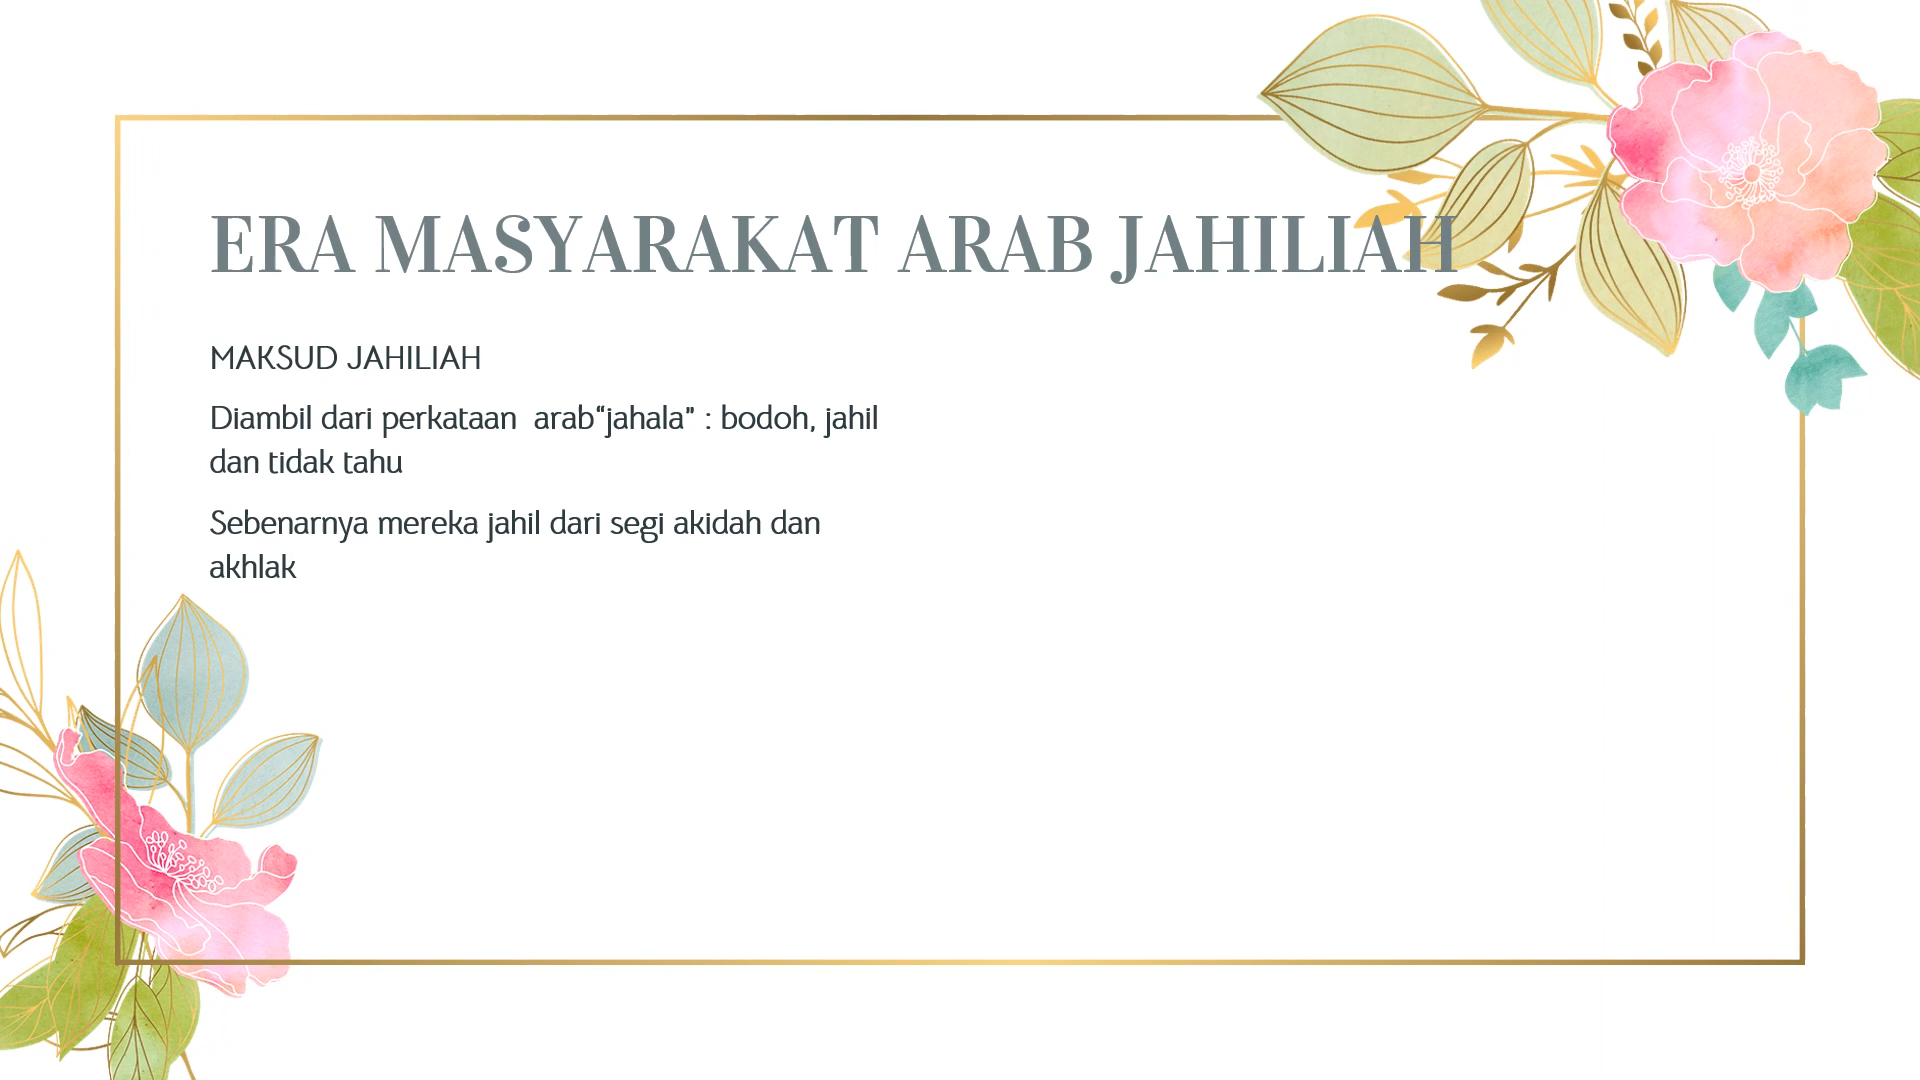 ERA MASYARAKAT ARAB JAHILIAH
MAKSUD JAHILIAH
Diambil dari perkataan  arab“jahala” : bodoh, jahil
dan tidak tahu
Sebenarnya mereka jahil dari segi akidah dan
akhlak